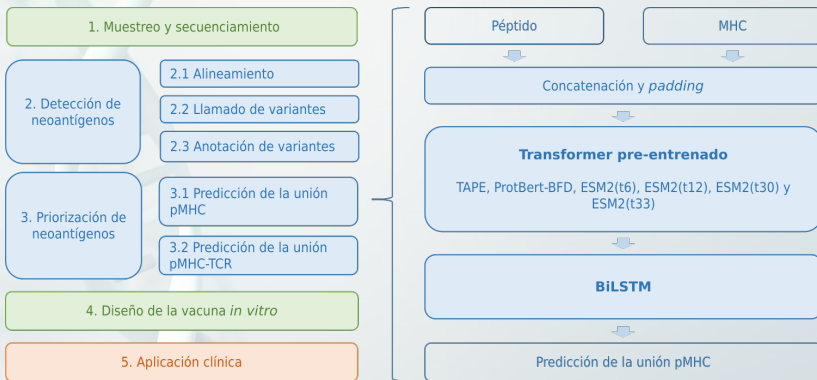 1. Muestreo y secuenciamiento
2. Detección de
neoantígenos
2.1 Alineamiento
2.2 Llamado de variantes
2.3 Anotación de variantes
3. Priorización de
neoantígenos
3.1 Predicción de la unión
pMHC
3.2 Predicción de la unión
pMHC-TCR
4. Diseño de la vacuna in vitro
5. Aplicación clínica
Péptido
MHC
Concatenación y padding
Transformer pre-entrenado
TAPE, ProtBert-BFD, ESM2(t6), ESM2(t12), ESM2(t30) y
ESM2(t33)
BiLSTM
Predicción de la unión pMHC